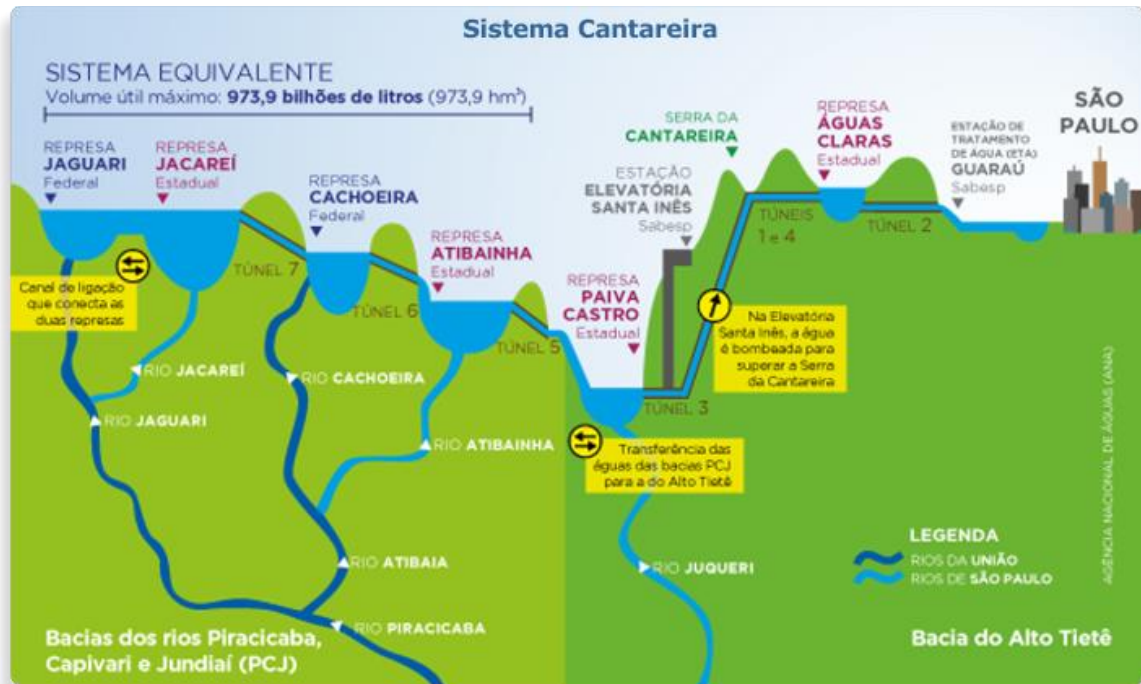 Sistema Cantareira
SISTEMA EQUIVALENTE
Volume útil máximo: 973,9 bilhões de litros (973,9 hm³)
REPRESA
JAGUARI
Federal
REPRESA
JACAREÍ
Estadual
REPRESA
CACHOEIRA
Federal
REPRESA
ATIBAINHA
Estadual
REPRESA
PAIVA
CASTRO
Estadual
ESTAÇÃO
ELEVATÓRIA
SANTA INÊS
Sabesp
SERRA DA
CANTAREIRA
REPRESA
ÁGUAS
CLARAS
Estadual
ESTAÇÃO DE
TRATAMENTO
DE ÁGUA (ETA)
GUARAÚ
Sabesp
SÃO
PAULO
TÚNEL 7
TÚNEL 6
TÚNEL 5
TÚNEL 3
TÚNEIS
1 e 4
TÚNEL 2
Canal de ligação
que conecta as
duas represas
Na Elevatória
Santa Inês, a água
é bombeada para
superar a Serra
da Cantareira
Transferência das
águas das bacias PCJ
para a do Alto Tietê
RIO JACAREÍ
RIO JAGUARI
RIO CACHOEIRA
RIO ATIBAINHA
RIO ATIBAIA
RIO PIRACICABA
RIO JUQUERI
LEGENDA
RIOS DA UNIÃO
RIOS DE SÃO PAULO
Bacias dos rios Piracicaba,
Capivari e Jundiaí (PCJ)
Bacia do Alto Tietê
AGÊNCIA NACIONAL DE ÁGUAS (ANA)